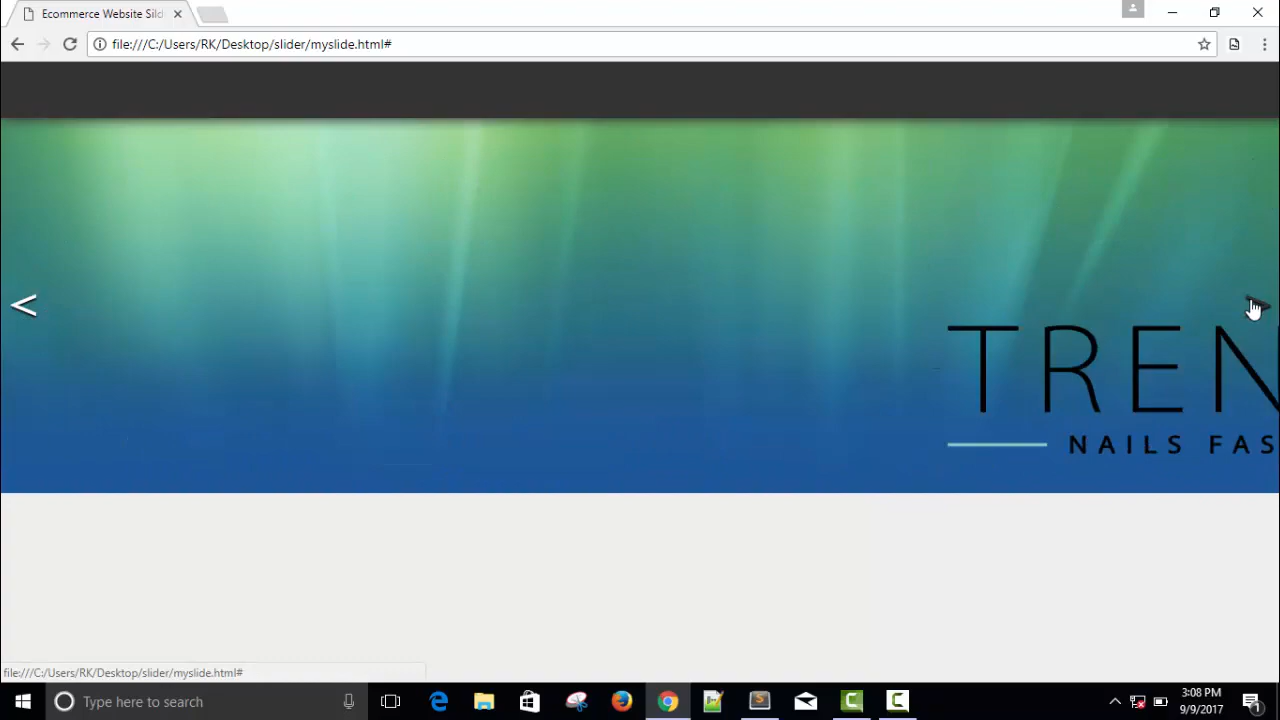 Ecommerce Website Slid
file:///C:/Users/RK/Desktop/slider/myslide.html#
<
TREN
NAILS FAS
file:///C:/Users/RK/Desktop/slider/myslide.html#
Type here to search
3:08 PM
9/9/2017